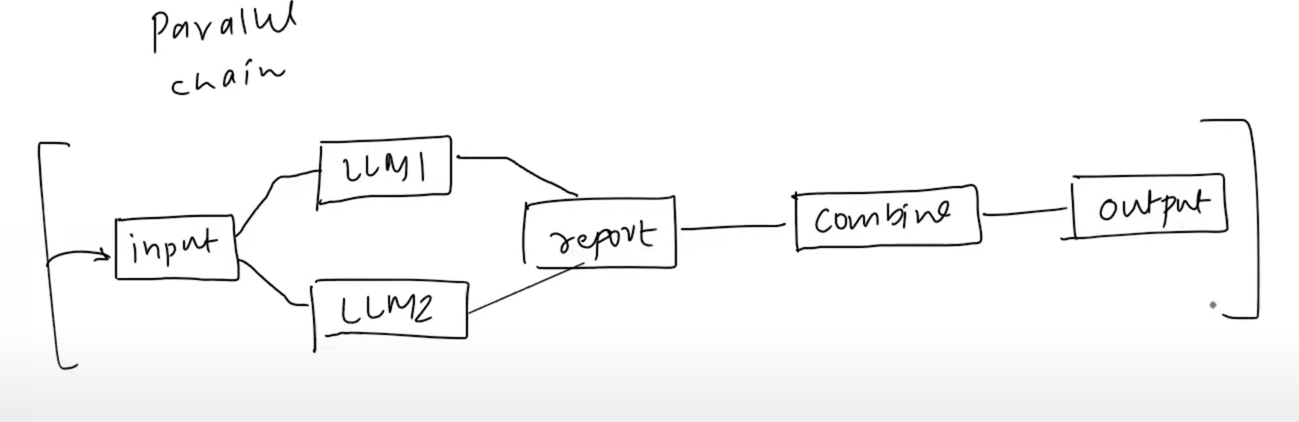 Parallel
chain
LLM1
input
report
combine
output
LLM2